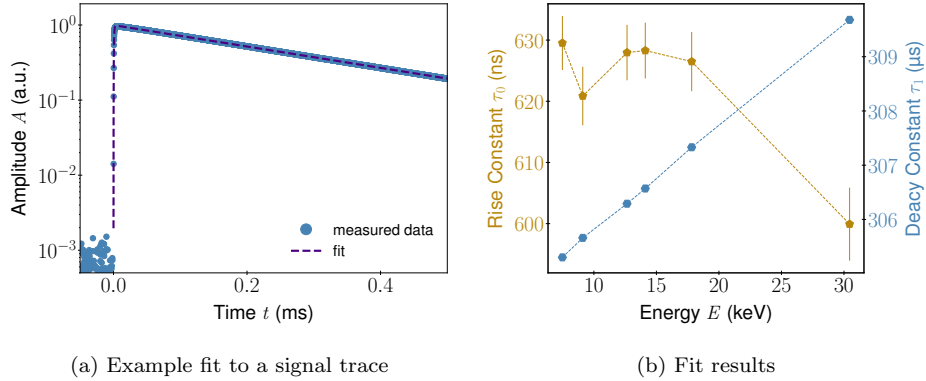 10⁰
10⁻¹
10⁻²
10⁻³
Amplitude A (a.u.)
measured data
fit
0.0 0.2 0.4
Time t (ms)
630
620
610
600
Rise Constant τ₀ (ns)
309
308
307
306
Deacy Constant τ₁ (µs)
10 15 20 25 30
Energy E (keV)
(a) Example fit to a signal trace
(b) Fit results